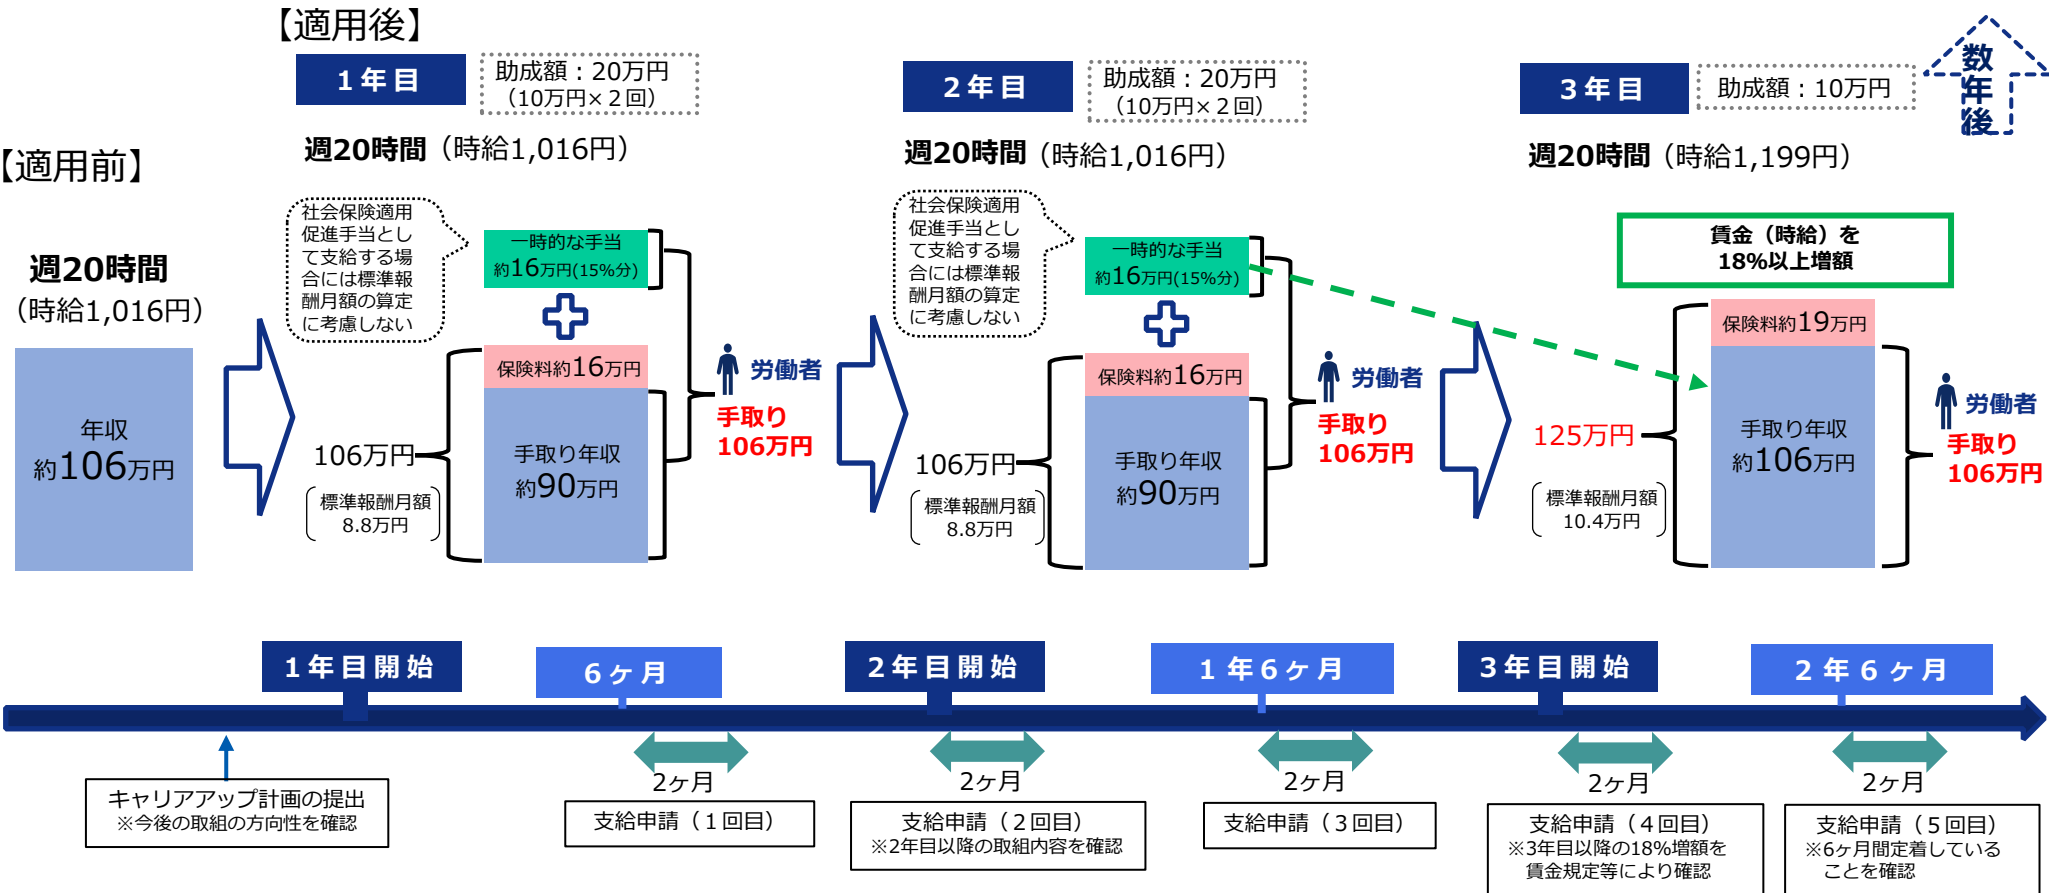 【適用後】
【適用前】
週20時間
（時給1,016円）
年収
約106万円
1年目
助成額：20万円
（10万円×２回）
週20時間（時給1,016円）
社会保険適用
促進手当とし
て支給する場
合には標準報
酬月額の算定
に考慮しない
一時的な手当
約16万円(15%分)
保険料約16万円
手取り年収
約90万円
106万円
標準報酬月額
8.8万円
労働者
手取り
106万円
2年目
助成額：20万円
（10万円×２回）
週20時間（時給1,016円）
社会保険適用
促進手当とし
て支給する場
合には標準報
酬月額の算定
に考慮しない
一時的な手当
約16万円(15%分)
保険料約16万円
手取り年収
約90万円
106万円
標準報酬月額
8.8万円
労働者
手取り
106万円
3年目
助成額：10万円
数年後
週20時間（時給1,199円）
賃金（時給）を
18%以上増額
保険料約19万円
手取り年収
約106万円
125万円
標準報酬月額
10.4万円
労働者
手取り
106万円
1年目開始
6ヶ月
2年目開始
1年6ヶ月
3年目開始
2年6ヶ月
キャリアアップ計画の提出
※今後の取組の方向性を確認
2ヶ月
支給申請（１回目）
2ヶ月
支給申請（２回目）
※2年目以降の取組内容を確認
2ヶ月
支給申請（３回目）
2ヶ月
支給申請（４回目）
※3年目以降の18%増額を
賃金規定等により確認
2ヶ月
支給申請（５回目）
※6ヶ月間定着している
ことを確認